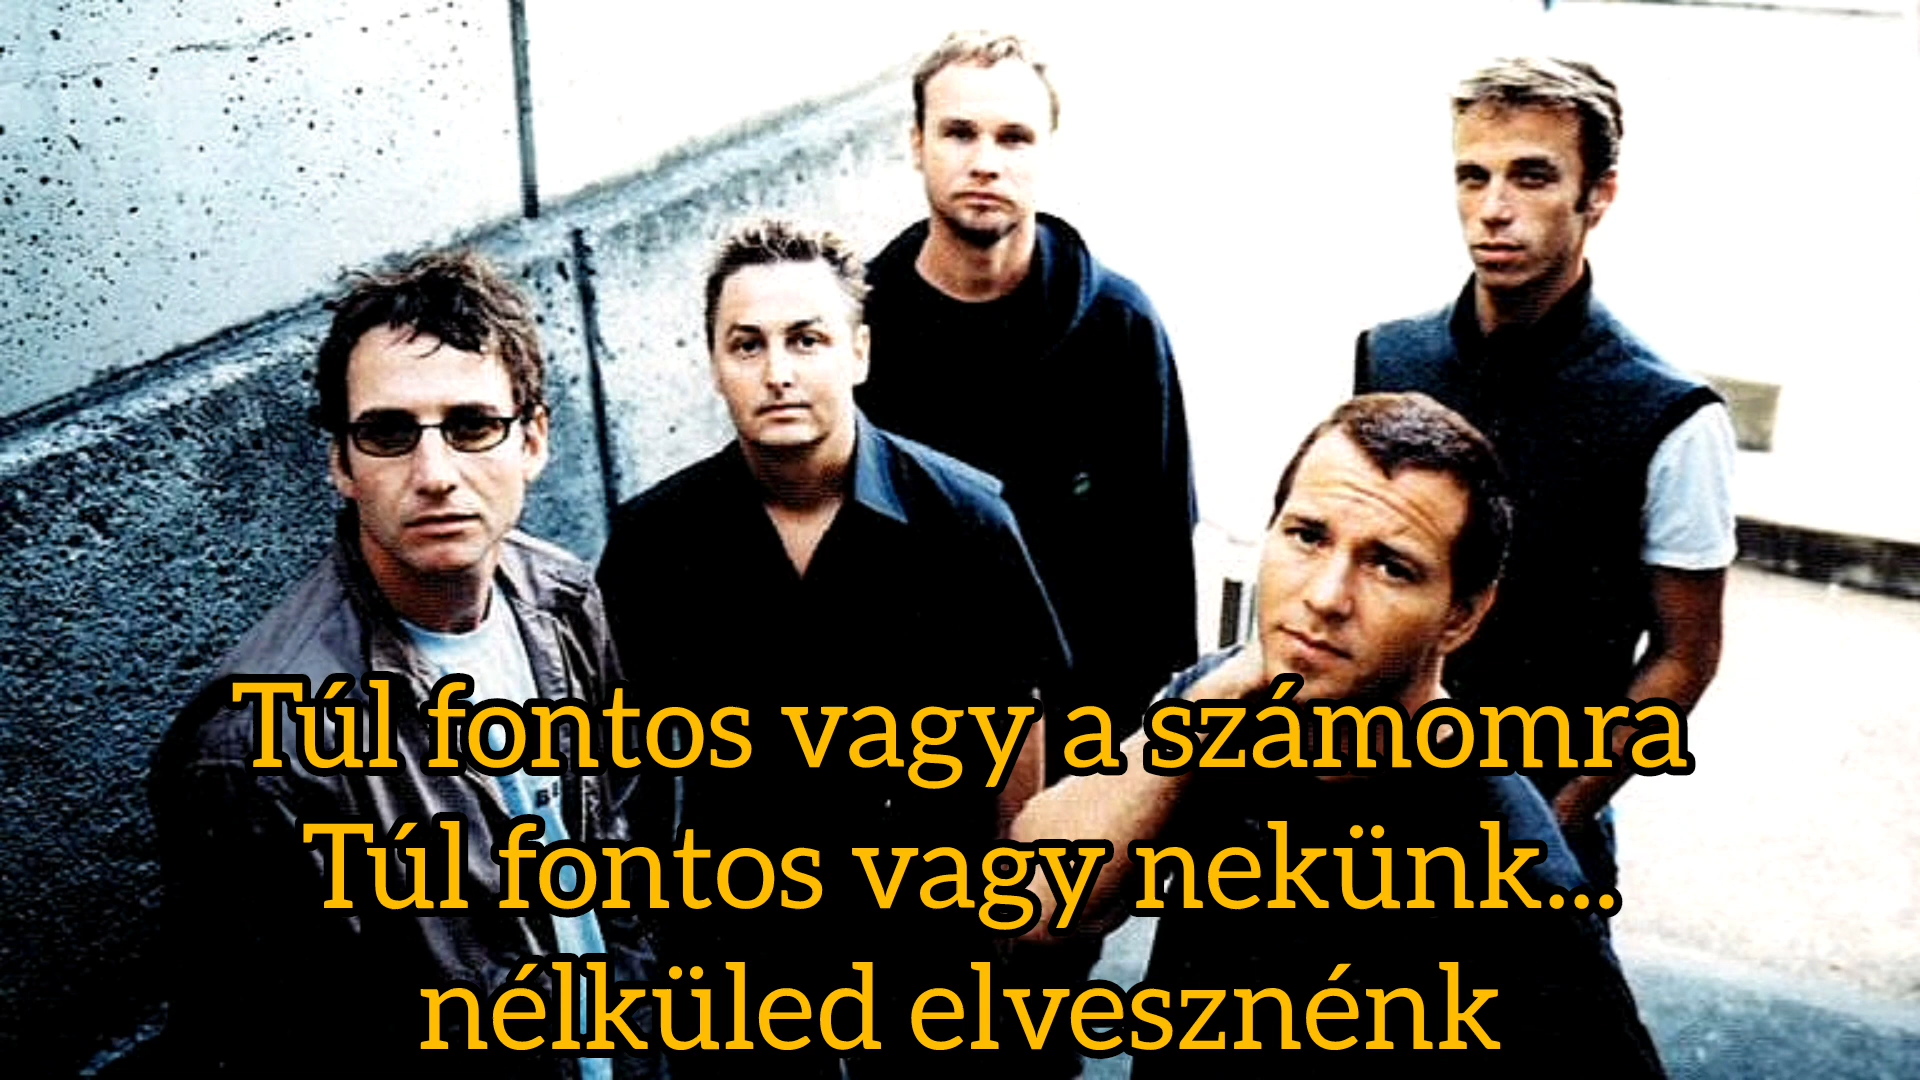 Túl fontos vagy a számomra
Túl fontos vagy nekünk...
nélküled elvesznénk